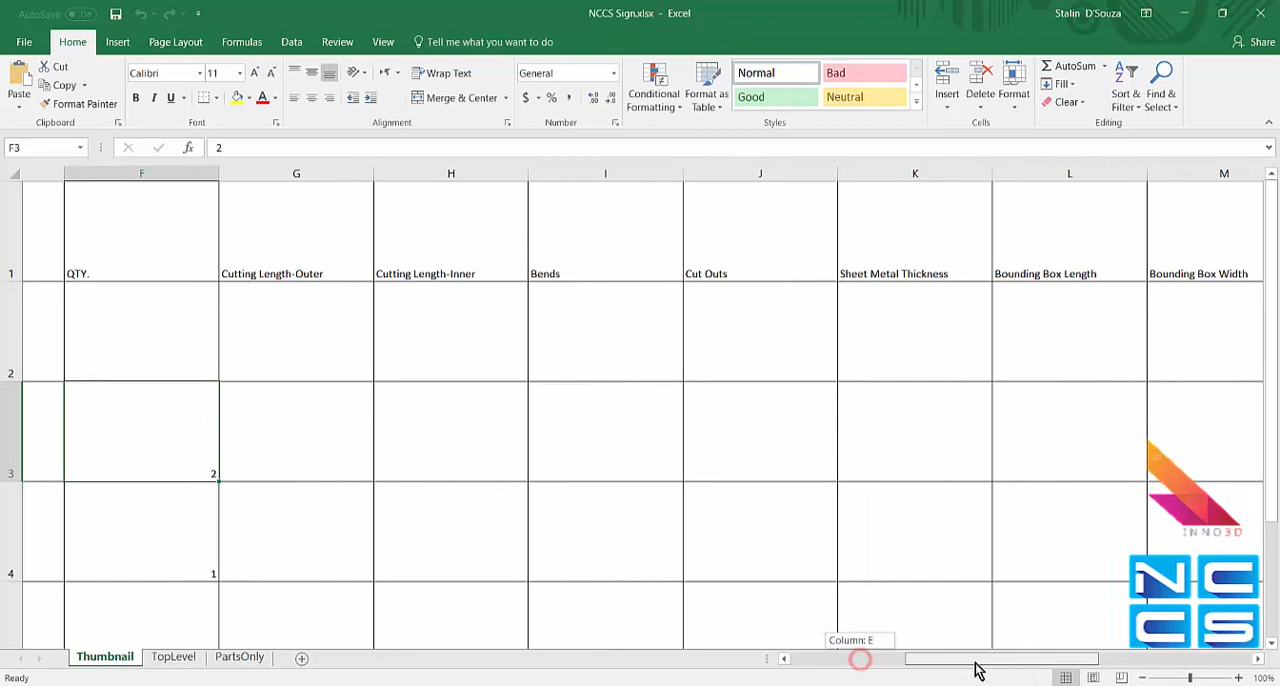 AutoSave Off
NCCS Sign.xlsx - Excel
Stalin D'Souza
File Home Insert Page Layout Formulas Data Review View Tell me what you want to do Share
Paste
Cut
Copy
Format Painter
Clipboard
Calibri 11
B I U
Font
Wrap Text
Merge & Center
Alignment
General
$ % ,
Number
Conditional Formatting
Format as Table
Normal Bad
Good Neutral
Styles
Insert Delete Format
Cells
AutoSum
Fill
Clear
Sort & Filter
Find & Select
Editing
F3 fx 2
F G H I J K L M
1 QTY. Cutting Length-Outer Cutting Length-Inner Bends Cut Outs Sheet Metal Thickness Bounding Box Length Bounding Box Width
2
3 2
4 1
INNO3D
NC
CS
Column: E
Thumbnail TopLevel PartsOnly
Ready
100%